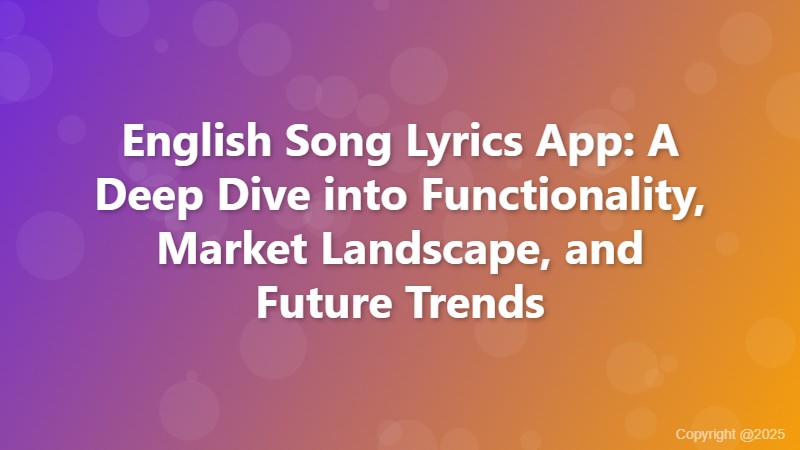 English Song Lyrics App: A
Deep Dive into Functionality,
Market Landscape, and
Future Trends
Copyright @2025